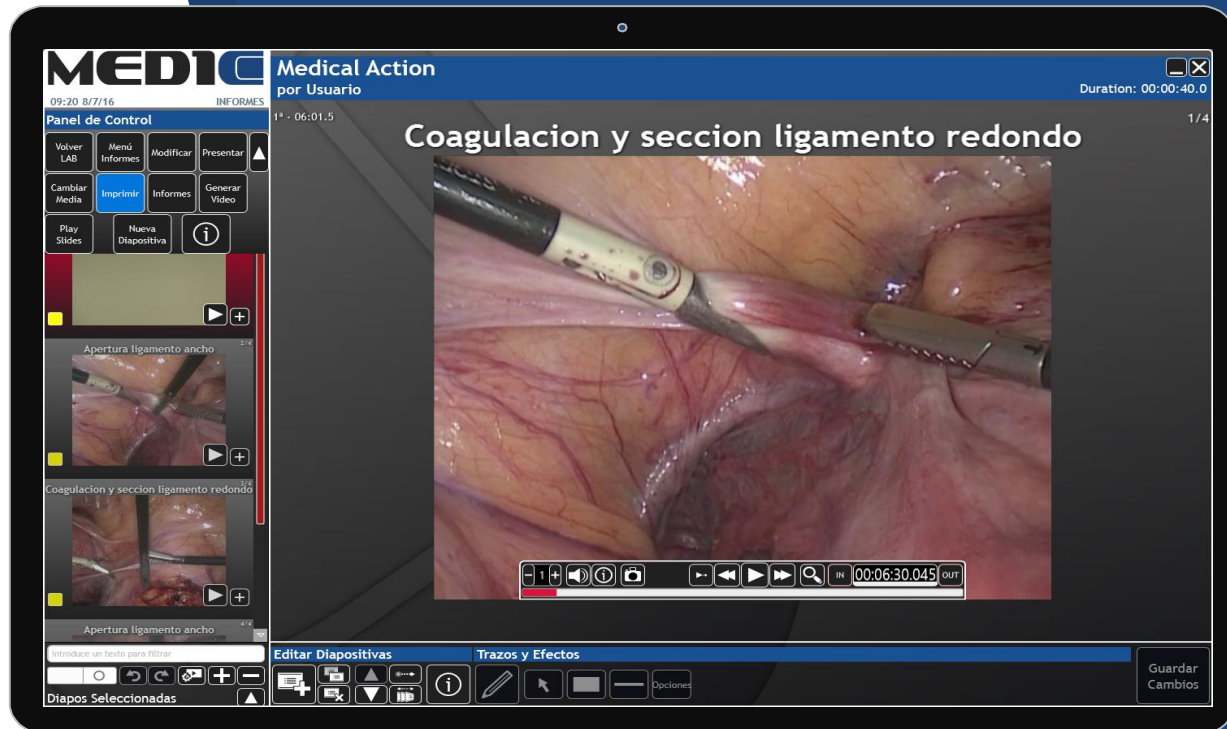 MEDIC
09:20 8/7/16 INFORMES
Panel de Control
Volver LAB
Menú Informes
Modificar
Presentar
Cambiar Media
Imprimir
Informes
Generar Video
Play Slides
Nueva Diapositiva
2/4
Apertura ligamento ancho
3/4
Coagulacion y seccion ligamento redondo
4/4
Apertura ligamento ancho
Introduce un texto para filtrar
Diapos Seleccionadas
Medical Action
por Usuario
Duration: 00:00:40.0
1ª - 06:01.5
1/4
Coagulacion y seccion ligamento redondo
- 1 +
IN 00:06:30.045 OUT
Editar Diapositivas
Trazos y Efectos
Opciones
Guardar
Cambios